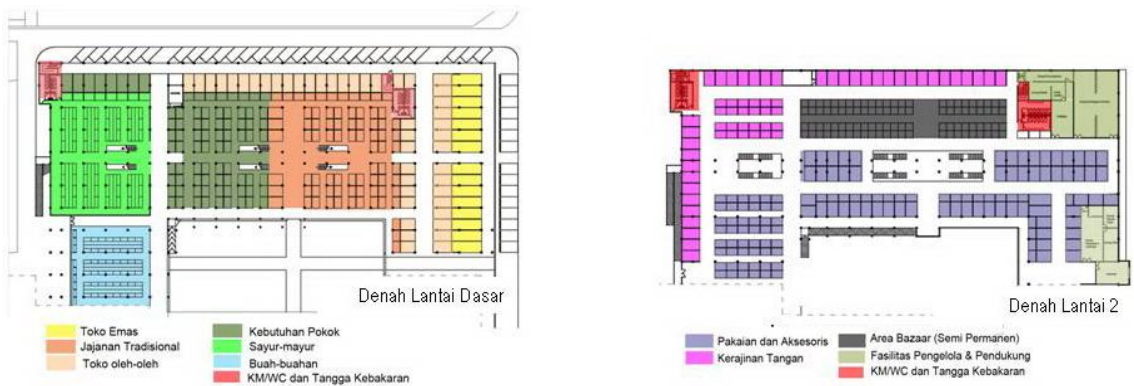 Denah Lantai Dasar
Toko Emas
Jajanan Tradisional
Toko oleh-oleh
Kebutuhan Pokok
Sayur-mayur
Buah-buahan
KM/WC dan Tangga Kebakaran
Denah Lantai 2
Pakaian dan Aksesoris
Kerajinan Tangan
Area Bazaar (Semi Permanen)
Fasilitas Pengelola & Pendukung
KM/WC dan Tangga Kebakaran